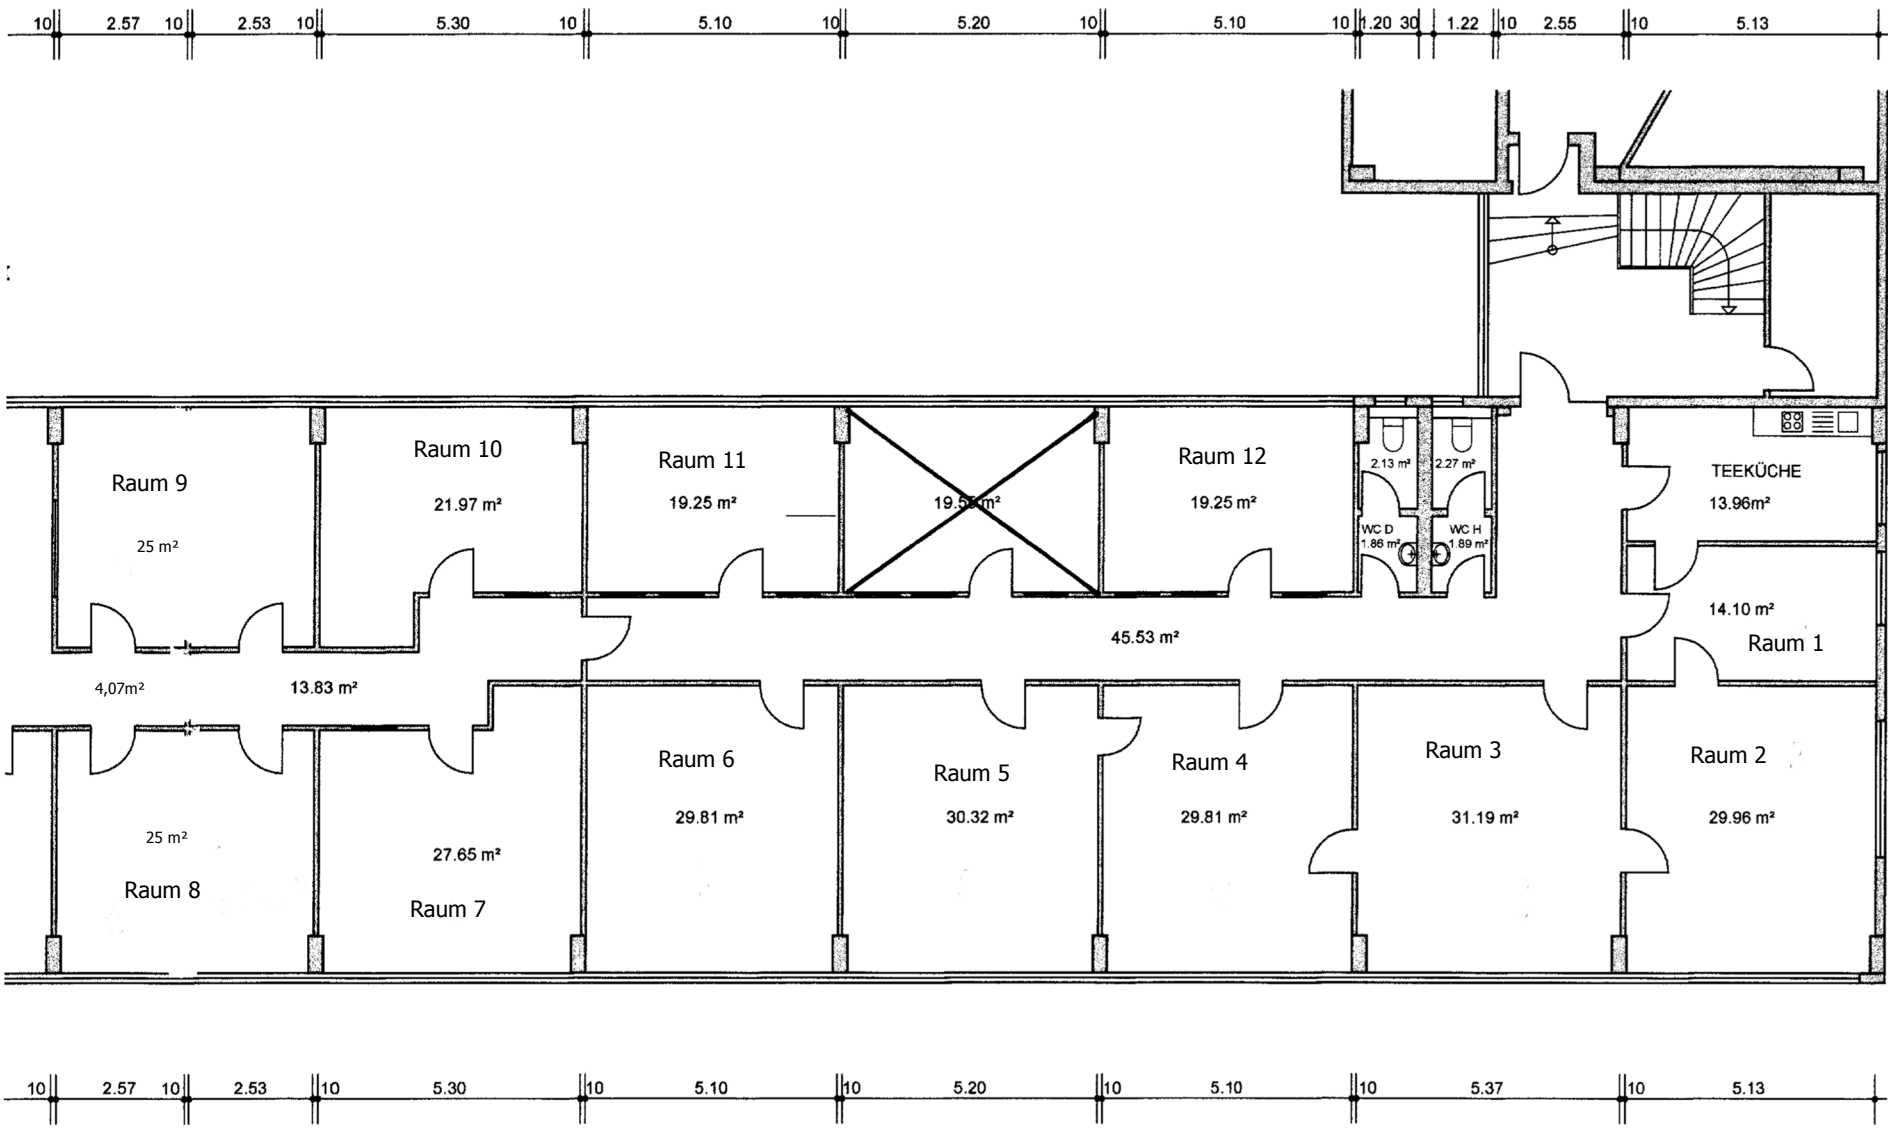 10 2.57 10 2.53 10 5.30 10 5.10 10 5.20 10 5.10 10 1.20 30 1.22 10 2.55 10 5.13
Raum 9
25 m²
Raum 10
21.97 m²
Raum 11
19.25 m²
Raum 12
19.25 m²
2.13 m²
2.27 m²
WC D
1.86 m²
WC H
1.89 m²
TEEKÜCHE
13.96m²
14.10 m²
Raum 1
45.53 m²
4,07m²
13.83 m²
25 m²
Raum 8
27.65 m²
Raum 7
Raum 6
29.81 m²
Raum 5
30.32 m²
Raum 4
29.81 m²
Raum 3
31.19 m²
Raum 2
29.96 m²
10 2.57 10 2.53 10 5.30 10 5.10 10 5.20 10 5.10 10 5.37 10 5.13